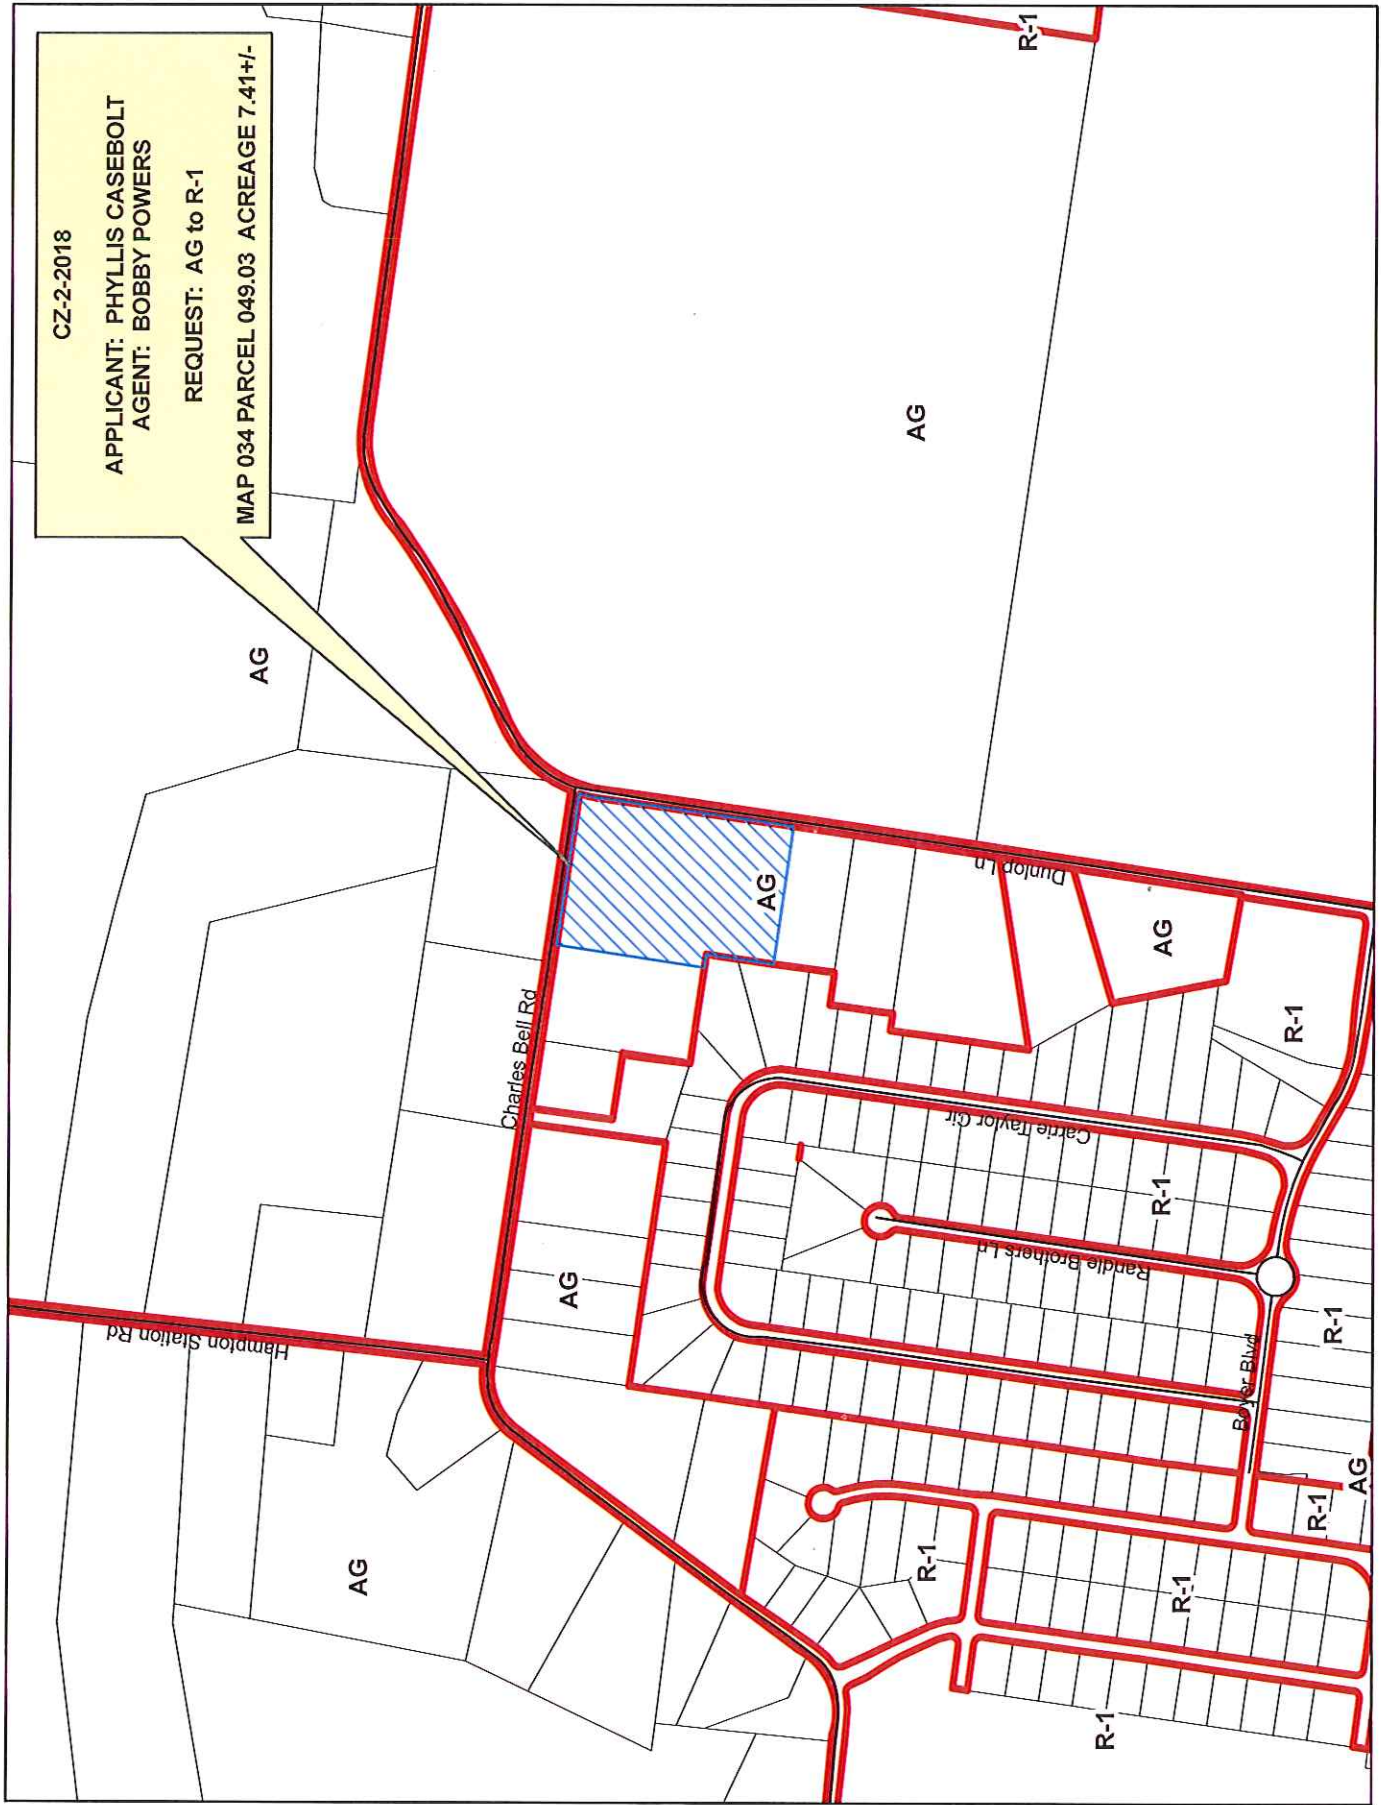 CZ-2-2018
APPLICANT: PHYLLIS CASEBOLT
AGENT: BOBBY POWERS
REQUEST: AG to R-1
MAP 034 PARCEL 049.03 ACREAGE 7.41+/-
R-1
AG
AG
AG
Dunlop Ln
AG
R-1
Charles Bell Rd
Carrie Taylor Cir
R-1
Randle Brothers Ln
AG
Hampton Station Rd
Boyer Blvd
R-1
AG
R-1
AG
R-1
R-1
R-1